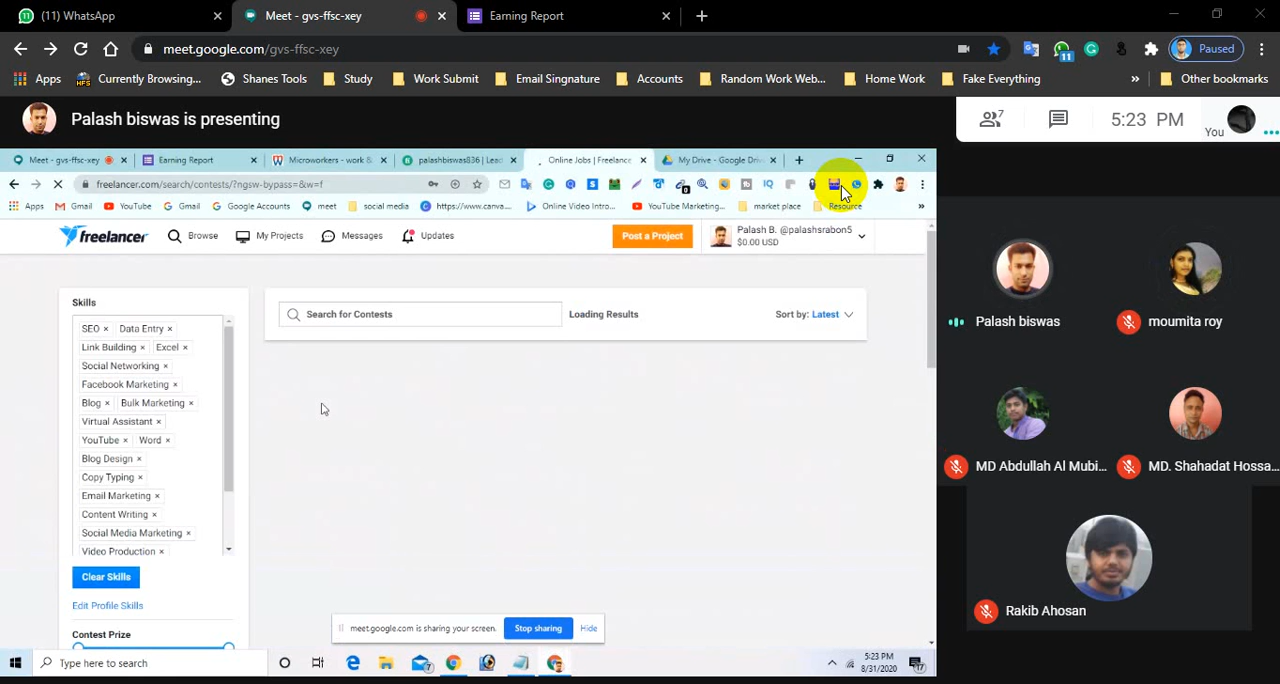 (11) WhatsApp
Meet - gvs-ffsc-xey
Earning Report
meet.google.com/gvs-ffsc-xey
11
Paused
Apps
Currently Browsing...
Shanes Tools
Study
Work Submit
Email Singnature
Accounts
Random Work Web...
Home Work
Fake Everything
»
Other bookmarks
Palash biswas is presenting
7
5:23 PM
You
Meet - gvs-ffsc-xey
Earning Report
Microworkers - work &
palashbiswas836 | Lead
Online Jobs | Freelance
My Drive - Google Drive
freelancer.com/search/contests/?ngsw-bypass=&w=f
Apps
Gmail
YouTube
Gmail
Google Accounts
meet
social media
https://www.canva...
Online Video Intro...
YouTube Marketing...
market place
Resource
»
freelancer
Browse
My Projects
Messages
Updates
Post a Project
Palash B. @palashsrabon5
$0.00 USD
Skills
SEO ×
Data Entry ×
Link Building ×
Excel ×
Social Networking ×
Facebook Marketing ×
Blog ×
Bulk Marketing ×
Virtual Assistant ×
YouTube ×
Word ×
Blog Design ×
Copy Typing ×
Email Marketing ×
Content Writing ×
Social Media Marketing ×
Video Production ×
Clear Skills
Edit Profile Skills
Contest Prize
Search for Contests
Loading Results
Sort by: Latest
meet.google.com is sharing your screen.
Stop sharing
Hide
Type here to search
5:23 PM
8/31/2020
Palash biswas
moumita roy
MD Abdullah Al Mubi...
MD. Shahadat Hossa...
Rakib Ahosan